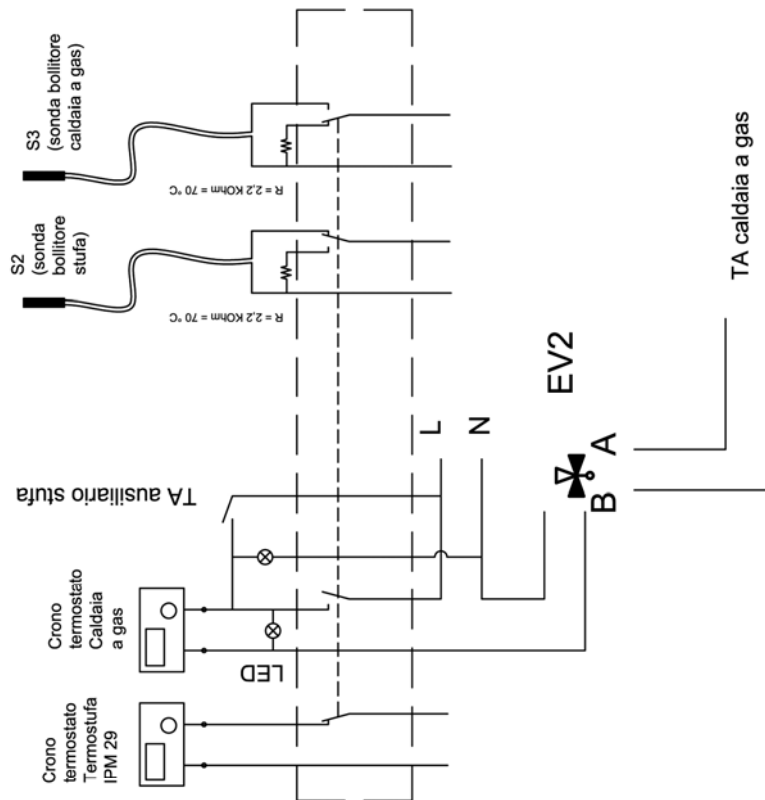 S3
(sonda bollitore
caldaia a gas)
R = 2,2 KOhm = 70 °C
S2
(sonda
bollitore
stufa)
R = 2,2 KOhm = 70 °C
TA caldaia a gas
EV2
L
N
A
B
TA ausiliario stufa
Crono
termostato
Caldaia
a gas
LED
Crono
termostato
Termostufa
IPM 29